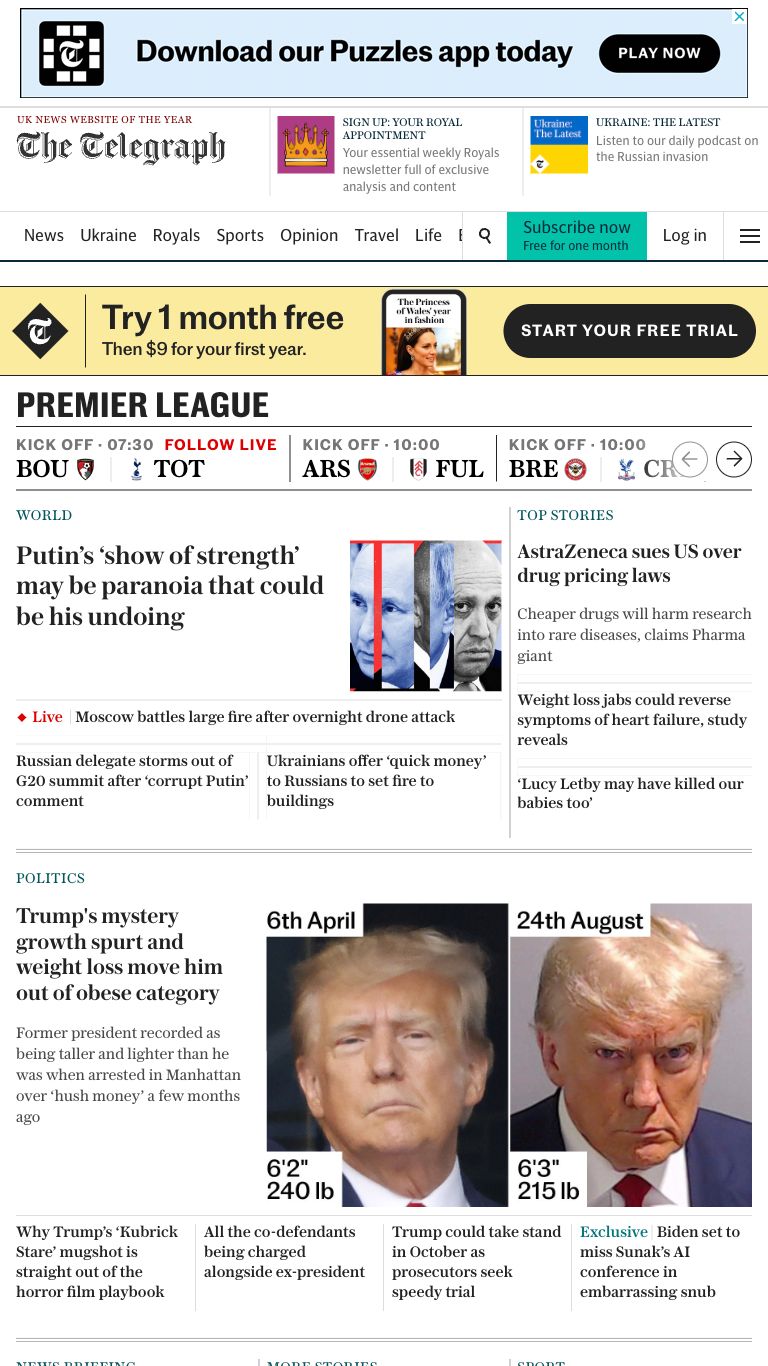 Download our Puzzles app today
PLAY NOW
UK NEWS WEBSITE OF THE YEAR
The Telegraph
SIGN UP: YOUR ROYAL
APPOINTMENT
Your essential weekly Royals
newsletter full of exclusive
analysis and content
Ukraine:
The Latest
UKRAINE: THE LATEST
Listen to our daily podcast on
the Russian invasion
News Ukraine Royals Sports Opinion Travel Life
Subscribe now
Free for one month
Log in
Try 1 month free
Then $9 for your first year.
The Princess
of Wales' year
in fashion
START YOUR FREE TRIAL
PREMIER LEAGUE
KICK OFF · 07:30 FOLLOW LIVE
BOU TOT
KICK OFF · 10:00
ARS FUL
KICK OFF · 10:00
BRE CR
WORLD
Putin's ‘show of strength’
may be paranoia that could
be his undoing
Live Moscow battles large fire after overnight drone attack
Russian delegate storms out of
G20 summit after ‘corrupt Putin’
comment
Ukrainians offer ‘quick money’
to Russians to set fire to
buildings
TOP STORIES
AstraZeneca sues US over
drug pricing laws
Cheaper drugs will harm research
into rare diseases, claims Pharma
giant
Weight loss jabs could reverse
symptoms of heart failure, study
reveals
‘Lucy Letby may have killed our
babies too’
POLITICS
Trump's mystery
growth spurt and
weight loss move him
out of obese category
Former president recorded as
being taller and lighter than he
was when arrested in Manhattan
over ‘hush money’ a few months
ago
6th April
6'2"
240 lb
24th August
6'3"
215 lb
Why Trump's ‘Kubrick
Stare’ mugshot is
straight out of the
horror film playbook
All the co-defendants
being charged
alongside ex-president
Trump could take stand
in October as
prosecutors seek
speedy trial
Exclusive Biden set to
miss Sunak's AI
conference in
embarrassing snub
NEWS BRIEFING
MORE STORIES
SPORT